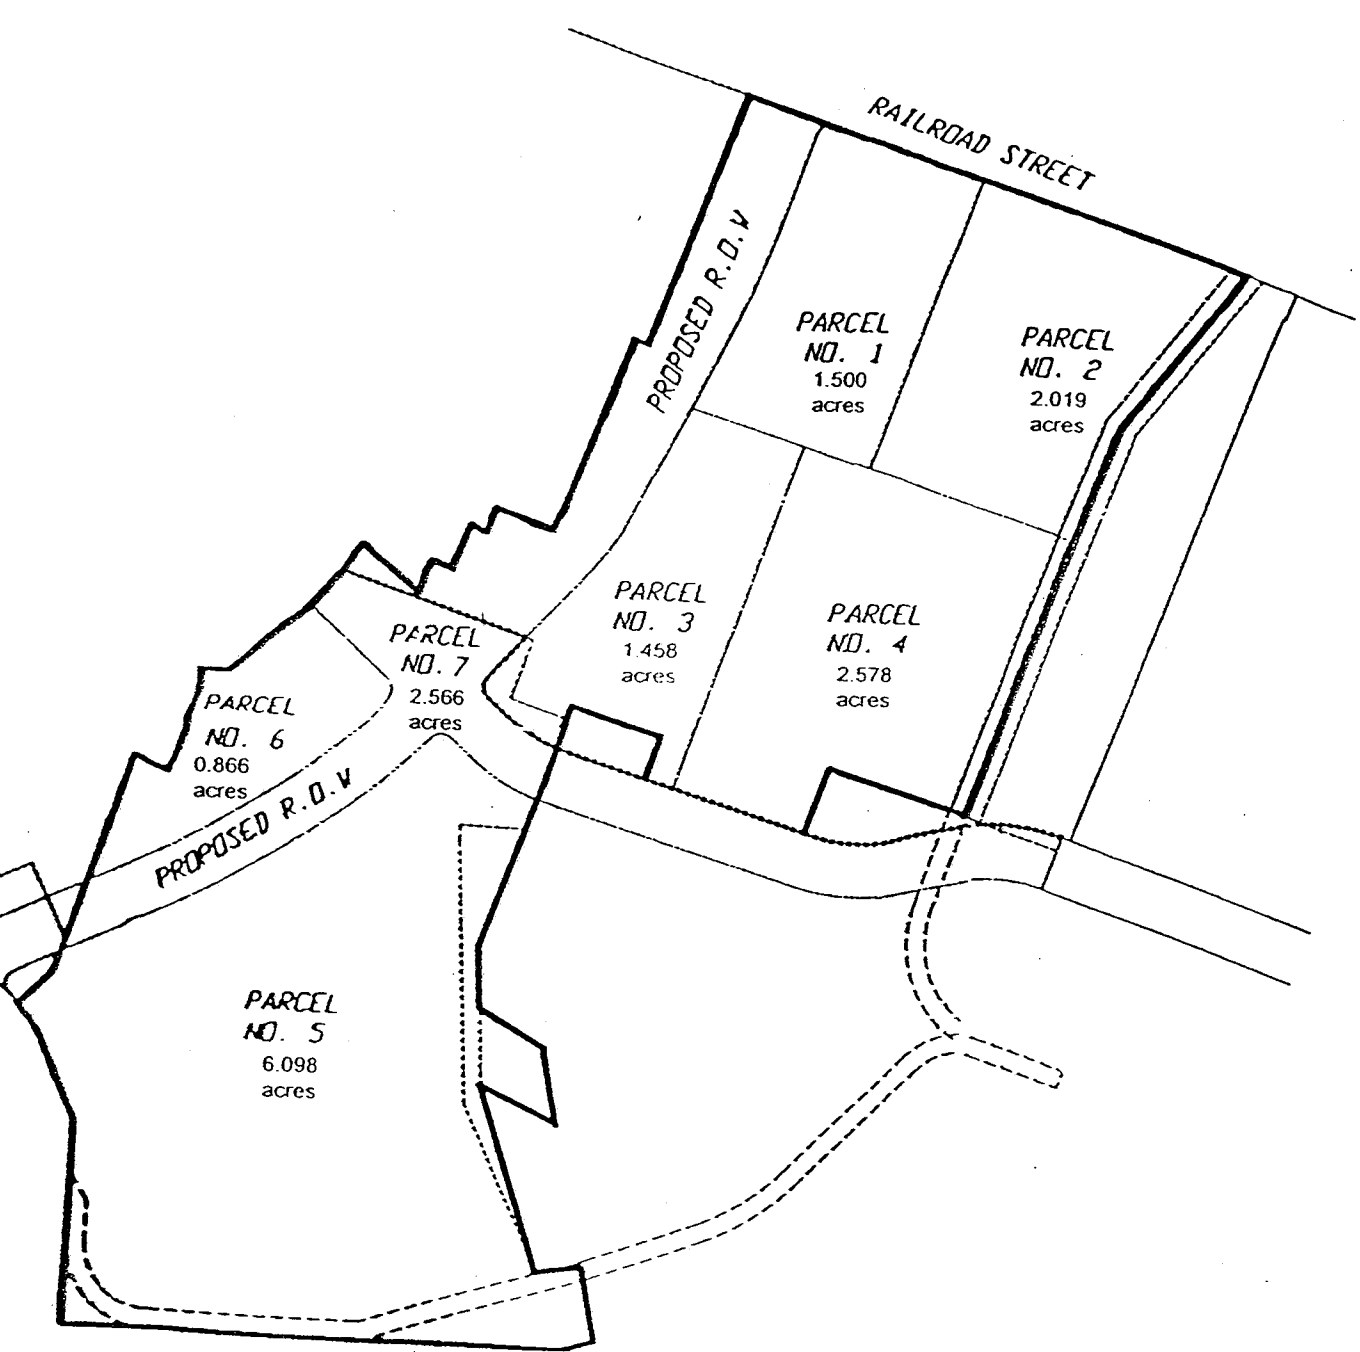 RAILROAD STREET
PROPOSED R.O.W
PARCEL
NO. 1
1.500
acres
PARCEL
NO. 2
2.019
acres
PARCEL
NO. 3
1.458
acres
PARCEL
NO. 4
2.578
acres
PARCEL
NO. 7
2.566
acres
PARCEL
NO. 6
0.866
acres
PROPOSED R.O.W
PARCEL
NO. 5
6.098
acres